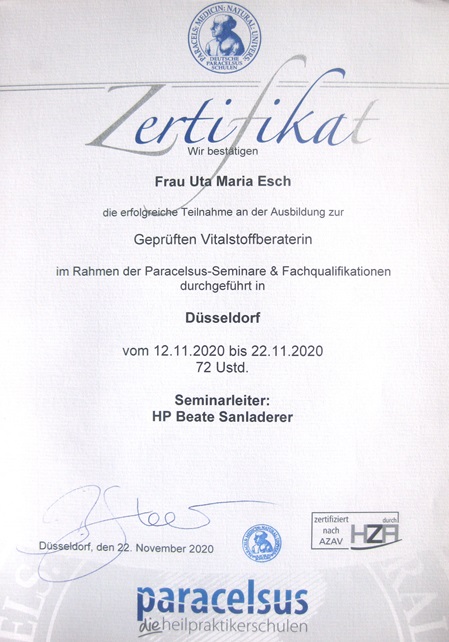 PARACELS: MEDICIN: NATURAL: UNIVERS:
DEUTSCHE
PARACELSUS
SCHULEN
Zertifikat
Wir bestätigen
Frau Uta Maria Esch
die erfolgreiche Teilnahme an der Ausbildung zur
Geprüften Vitalstoffberaterin
im Rahmen der Paracelsus-Seminare & Fachqualifikationen
durchgeführt in
Düsseldorf
vom 12.11.2020 bis 22.11.2020
72 Ustd.
Seminarleiter:
HP Beate Sanladerer
Düsseldorf, den 22. November 2020
zertifiziert
nach
AZAV
durch
HZA
paracelsus
die heilpraktikerschulen